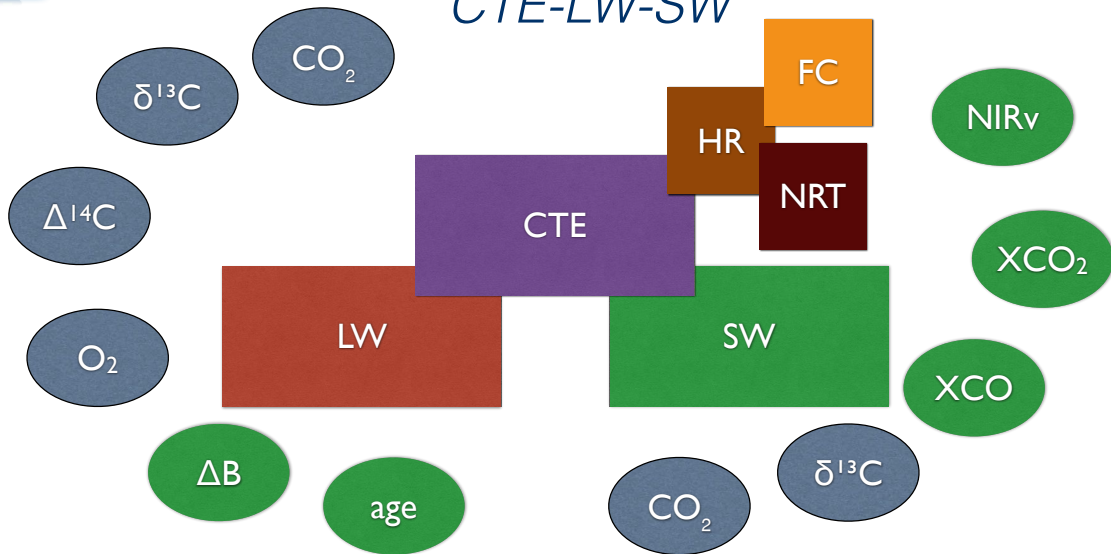 CTE-LW-SW
CO₂
δ¹³C
FC
NIRv
HR
NRT
Δ¹⁴C
CTE
XCO₂
LW
SW
O₂
XCO
ΔB
age
CO₂
δ¹³C